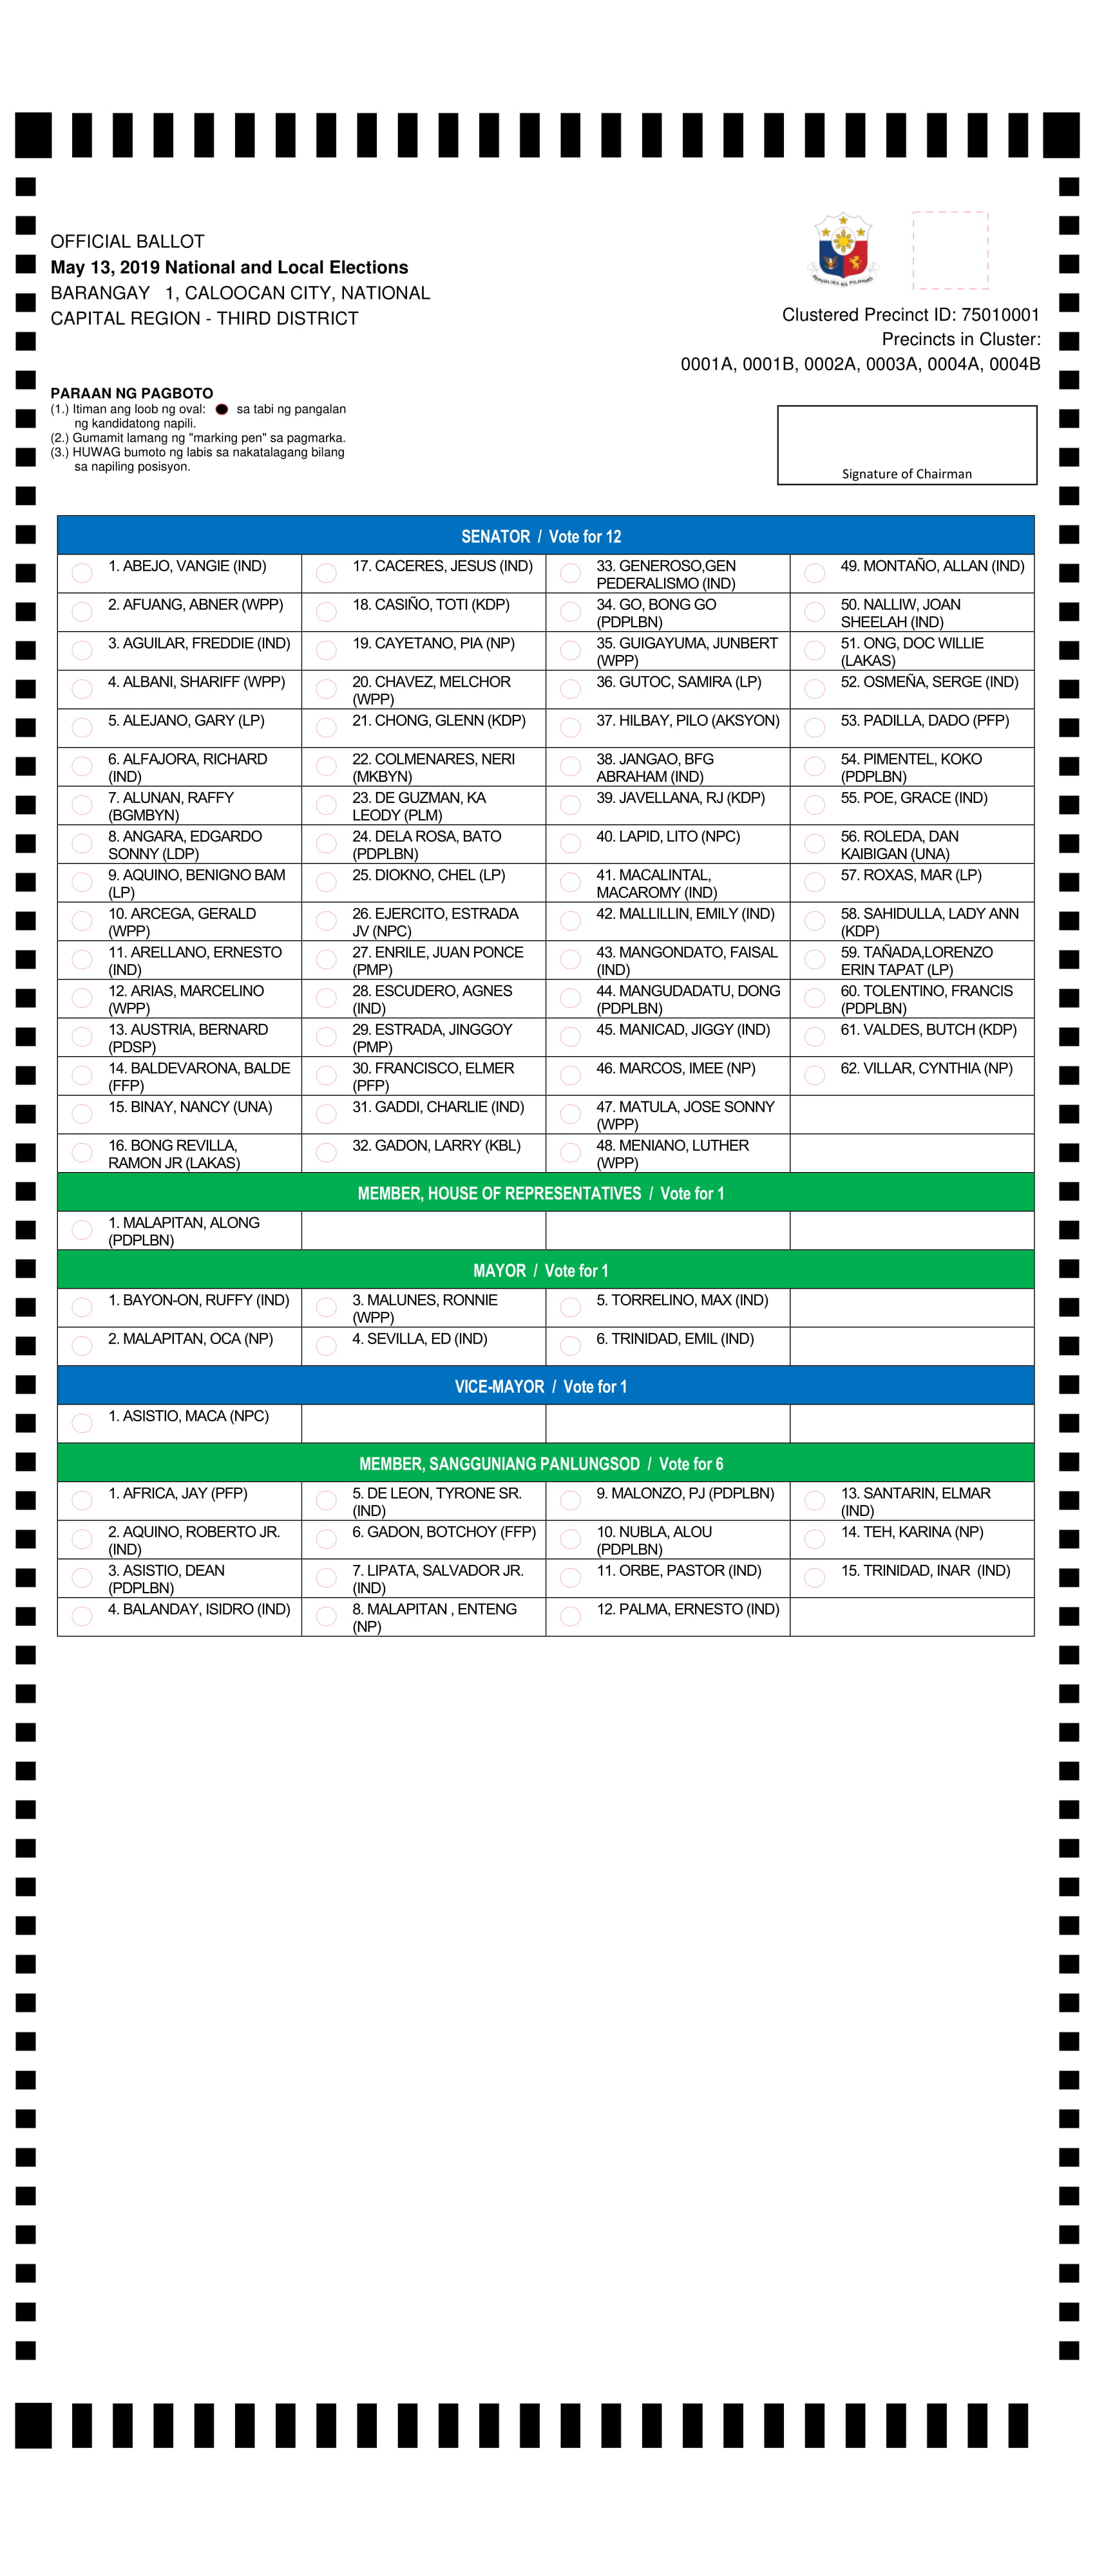 OFFICIAL BALLOT
May 13, 2019 National and Local Elections
BARANGAY 1, CALOOCAN CITY, NATIONAL
CAPITAL REGION - THIRD DISTRICT
REPUBLIKA NG PILIPINAS
Clustered Precinct ID: 75010001
Precincts in Cluster:
0001A, 0001B, 0002A, 0003A, 0004A, 0004B
PARAAN NG PAGBOTO
(1.) Itiman ang loob ng oval: sa tabi ng pangalan
ng kandidatong napili.
(2.) Gumamit lamang ng "marking pen" sa pagmarka.
(3.) HUWAG bumoto ng labis sa nakatalagang bilang
sa napiling posisyon.
Signature of Chairman
SENATOR / Vote for 12
1. ABEJO, VANGIE (IND)
2. AFUANG, ABNER (WPP)
3. AGUILAR, FREDDIE (IND)
4. ALBANI, SHARIFF (WPP)
5. ALEJANO, GARY (LP)
6. ALFAJORA, RICHARD
(IND)
7. ALUNAN, RAFFY
(BGMBYN)
8. ANGARA, EDGARDO
SONNY (LDP)
9. AQUINO, BENIGNO BAM
(LP)
10. ARCEGA, GERALD
(WPP)
11. ARELLANO, ERNESTO
(IND)
12. ARIAS, MARCELINO
(WPP)
13. AUSTRIA, BERNARD
(PDSP)
14. BALDEVARONA, BALDE
(FFP)
15. BINAY, NANCY (UNA)
16. BONG REVILLA,
RAMON JR (LAKAS)
17. CACERES, JESUS (IND)
18. CASIÑO, TOTI (KDP)
19. CAYETANO, PIA (NP)
20. CHAVEZ, MELCHOR
(WPP)
21. CHONG, GLENN (KDP)
22. COLMENARES, NERI
(MKBYN)
23. DE GUZMAN, KA
LEODY (PLM)
24. DELA ROSA, BATO
(PDPLBN)
25. DIOKNO, CHEL (LP)
26. EJERCITO, ESTRADA
JV (NPC)
27. ENRILE, JUAN PONCE
(PMP)
28. ESCUDERO, AGNES
(IND)
29. ESTRADA, JINGGOY
(PMP)
30. FRANCISCO, ELMER
(PFP)
31. GADDI, CHARLIE (IND)
32. GADON, LARRY (KBL)
33. GENEROSO,GEN
PEDERALISMO (IND)
34. GO, BONG GO
(PDPLBN)
35. GUIGAYUMA, JUNBERT
(WPP)
36. GUTOC, SAMIRA (LP)
37. HILBAY, PILO (AKSYON)
38. JANGAO, BFG
ABRAHAM (IND)
39. JAVELLANA, RJ (KDP)
40. LAPID, LITO (NPC)
41. MACALINTAL,
MACAROMY (IND)
42. MALLILLIN, EMILY (IND)
43. MANGONDATO, FAISAL
(IND)
44. MANGUDADATU, DONG
(PDPLBN)
45. MANICAD, JIGGY (IND)
46. MARCOS, IMEE (NP)
47. MATULA, JOSE SONNY
(WPP)
48. MENIANO, LUTHER
(WPP)
49. MONTAÑO, ALLAN (IND)
50. NALLIW, JOAN
SHEELAH (IND)
51. ONG, DOC WILLIE
(LAKAS)
52. OSMEÑA, SERGE (IND)
53. PADILLA, DADO (PFP)
54. PIMENTEL, KOKO
(PDPLBN)
55. POE, GRACE (IND)
56. ROLEDA, DAN
KAIBIGAN (UNA)
57. ROXAS, MAR (LP)
58. SAHIDULLA, LADY ANN
(KDP)
59. TAÑADA,LORENZO
ERIN TAPAT (LP)
60. TOLENTINO, FRANCIS
(PDPLBN)
61. VALDES, BUTCH (KDP)
62. VILLAR, CYNTHIA (NP)
MEMBER, HOUSE OF REPRESENTATIVES / Vote for 1
1. MALAPITAN, ALONG
(PDPLBN)
MAYOR / Vote for 1
1. BAYON-ON, RUFFY (IND)
2. MALAPITAN, OCA (NP)
3. MALUNES, RONNIE
(WPP)
4. SEVILLA, ED (IND)
5. TORRELINO, MAX (IND)
6. TRINIDAD, EMIL (IND)
VICE-MAYOR / Vote for 1
1. ASISTIO, MACA (NPC)
MEMBER, SANGGUNIANG PANLUNGSOD / Vote for 6
1. AFRICA, JAY (PFP)
2. AQUINO, ROBERTO JR.
(IND)
3. ASISTIO, DEAN
(PDPLBN)
4. BALANDAY, ISIDRO (IND)
5. DE LEON, TYRONE SR.
(IND)
6. GADON, BOTCHOY (FFP)
7. LIPATA, SALVADOR JR.
(IND)
8. MALAPITAN , ENTENG
(NP)
9. MALONZO, PJ (PDPLBN)
10. NUBLA, ALOU
(PDPLBN)
11. ORBE, PASTOR (IND)
12. PALMA, ERNESTO (IND)
13. SANTARIN, ELMAR
(IND)
14. TEH, KARINA (NP)
15. TRINIDAD, INAR (IND)